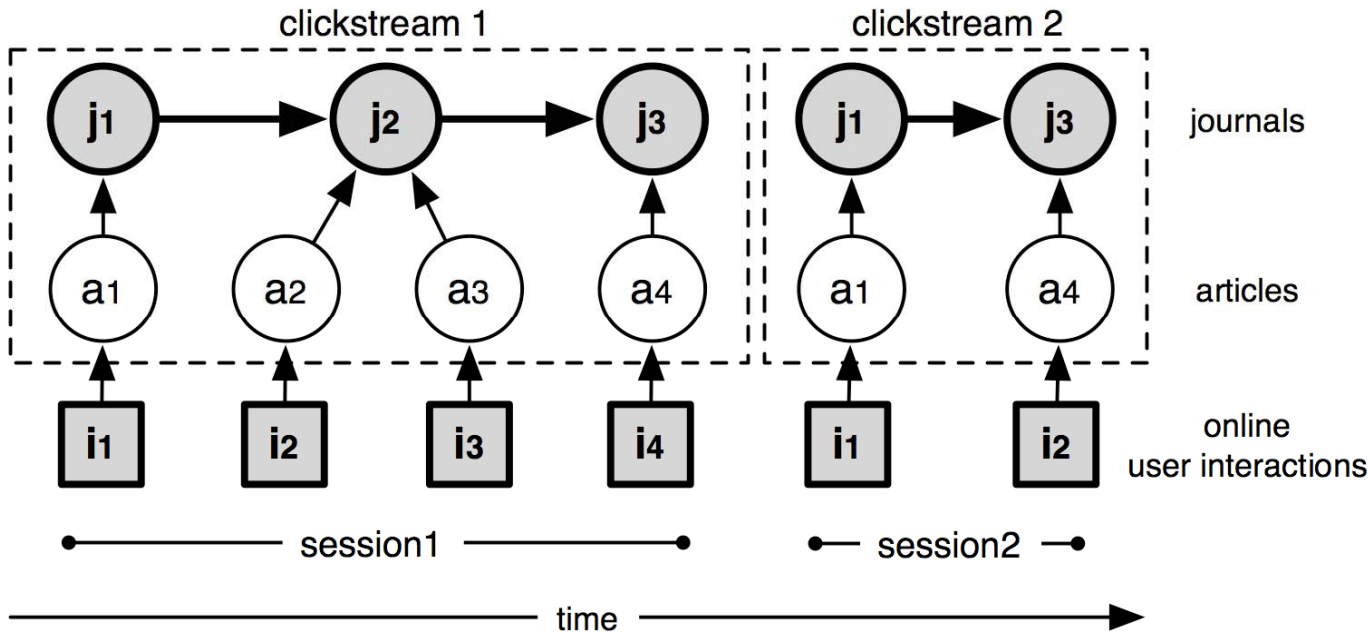 clickstream 1
clickstream 2
j1
j2
j3
j1
j3
journals
a1
a2
a3
a4
a1
a4
articles
i1
i2
i3
i4
i1
i2
online
user interactions
session1
session2
time